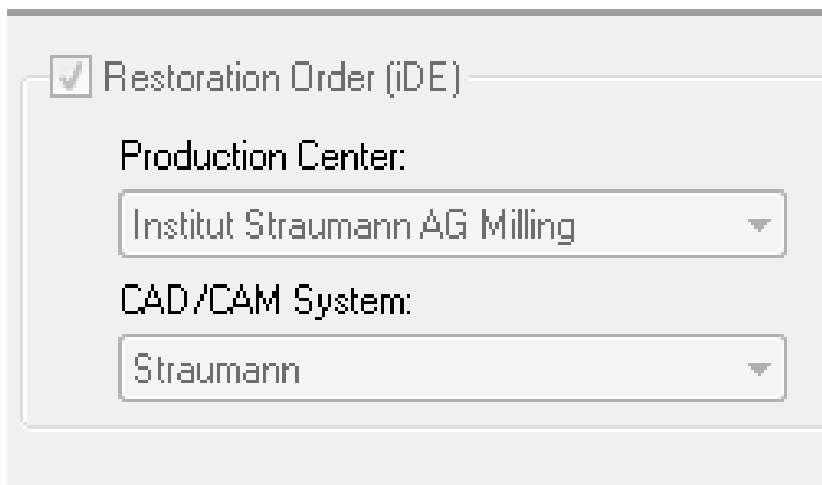 Restoration Order (iDE)
Production Center:
Institut Straumann AG Milling
CAD/CAM System:
Straumann